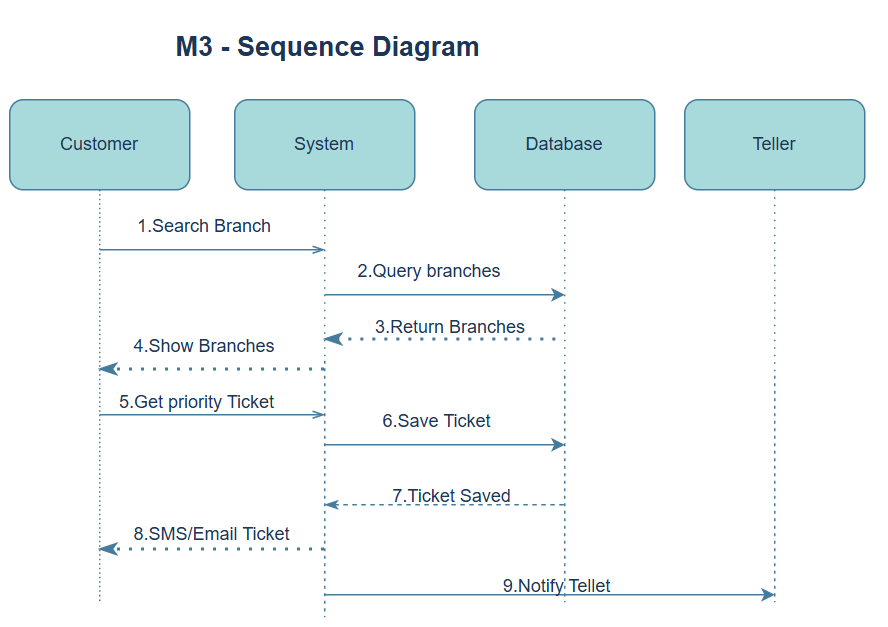 M3 - Sequence Diagram
Customer
System
Database
Teller
1.Search Branch
2.Query branches
3.Return Branches
4.Show Branches
5.Get priority Ticket
6.Save Ticket
7.Ticket Saved
8.SMS/Email Ticket
9.Notify Tellet